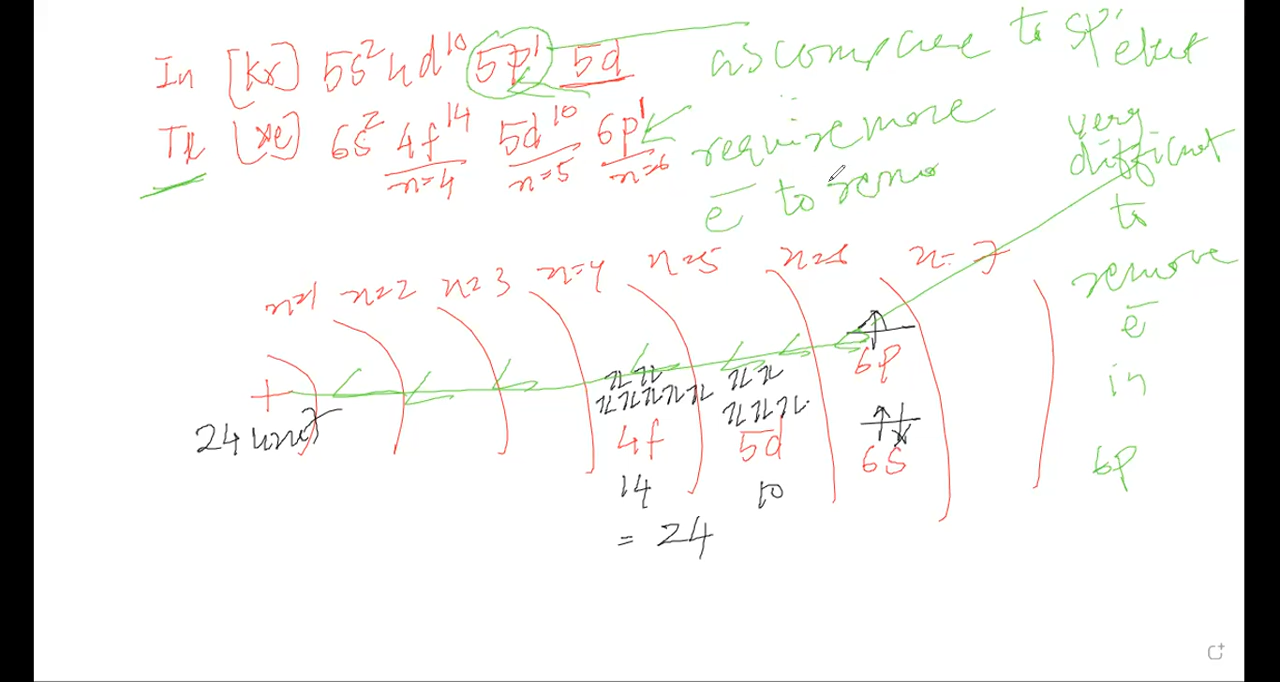 In [Kr] 5s² 4d¹⁰ 5p¹ 5d
Tl [xe] 6s² 4f¹⁴ 5d¹⁰ 6p¹
n=4 n=5 n=6
as compare to 5p¹ elect
require more
e⁻ to remo
very
difficult
to
remove
e⁻
in
6p
n=1 n=2 n=3 n=4 n=5 n=6 n=7
+
24 unit
4f 5d 6p
6s
14 10
= 24